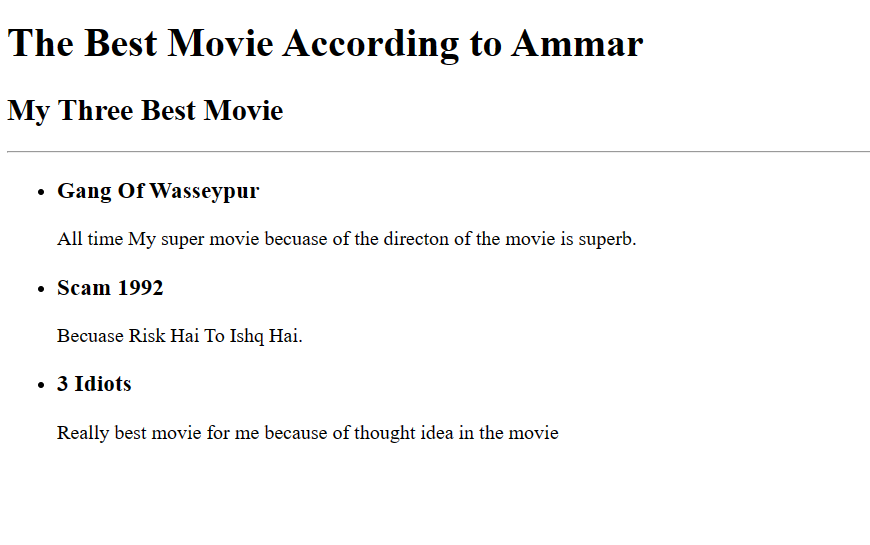 The Best Movie According to Ammar
My Three Best Movie
Gang Of Wasseypur
All time My super movie becuase of the directon of the movie is superb.
Scam 1992
Becuase Risk Hai To Ishq Hai.
3 Idiots
Really best movie for me because of thought idea in the movie